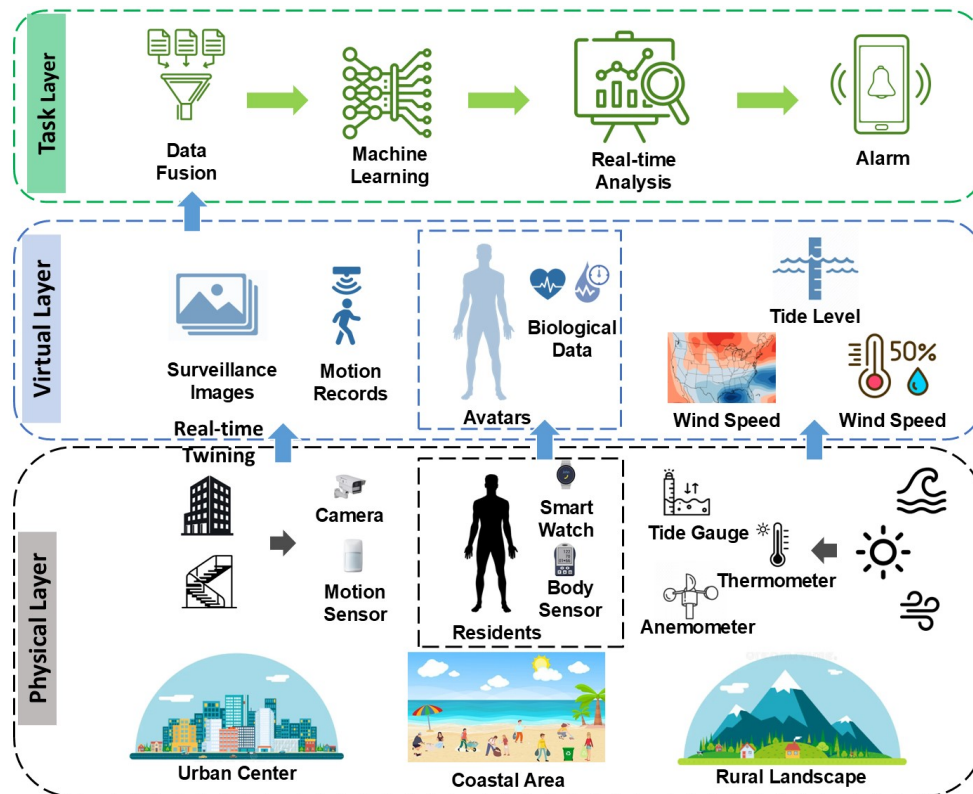 Task Layer
Data
Fusion
Machine
Learning
Real-time
Analysis
Alarm
Virtual Layer
Surveillance
Images
Motion
Records
Avatars
Biological
Data
Tide Level
Wind Speed
50%
Wind Speed
Real-time
Twining
Physical Layer
Camera
Motion
Sensor
Residents
Smart
Watch
Body
Sensor
Tide Gauge
Thermometer
Anemometer
Urban Center
Coastal Area
Rural Landscape